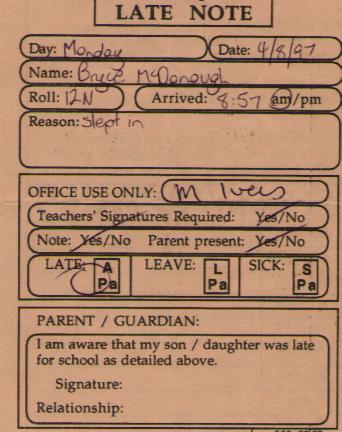 LATE NOTE
Day: Monday Date: 4/8/97
Name: Bryce McDonough
Roll: 12N Arrived: 8:57 am/pm
Reason: Slept in
OFFICE USE ONLY: M Ives
Teachers' Signatures Required: Yes/No
Note: Yes/No Parent present: Yes/No
LATE: A Pa LEAVE: L Pa SICK: S Pa
PARENT / GUARDIAN:
I am aware that my son / daughter was late
for school as detailed above.
Signature:
Relationship: